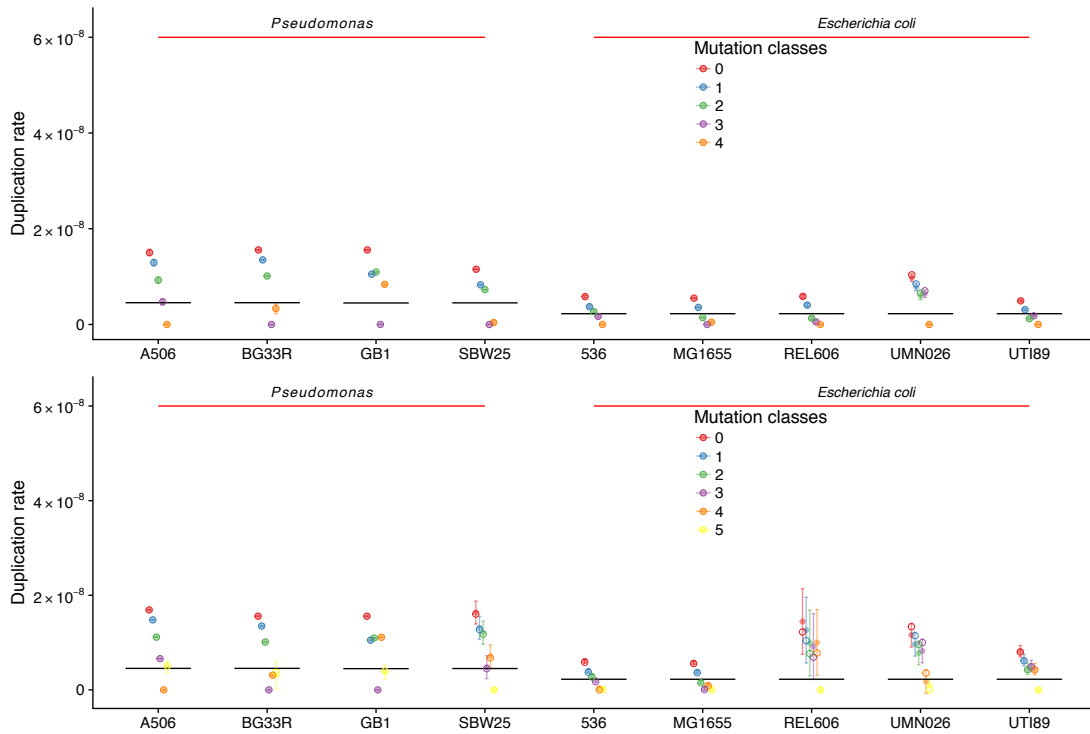 Pseudomonas
Escherichia coli
6 × 10⁻⁸
Mutation classes
0
1
2
3
4
4 × 10⁻⁸
2 × 10⁻⁸
0
Duplication rate
A506 BG33R GB1 SBW25 536 MG1655 REL606 UMN026 UTI89
Pseudomonas
Escherichia coli
6 × 10⁻⁸
Mutation classes
0
1
2
3
4
5
4 × 10⁻⁸
2 × 10⁻⁸
0
Duplication rate
A506 BG33R GB1 SBW25 536 MG1655 REL606 UMN026 UTI89